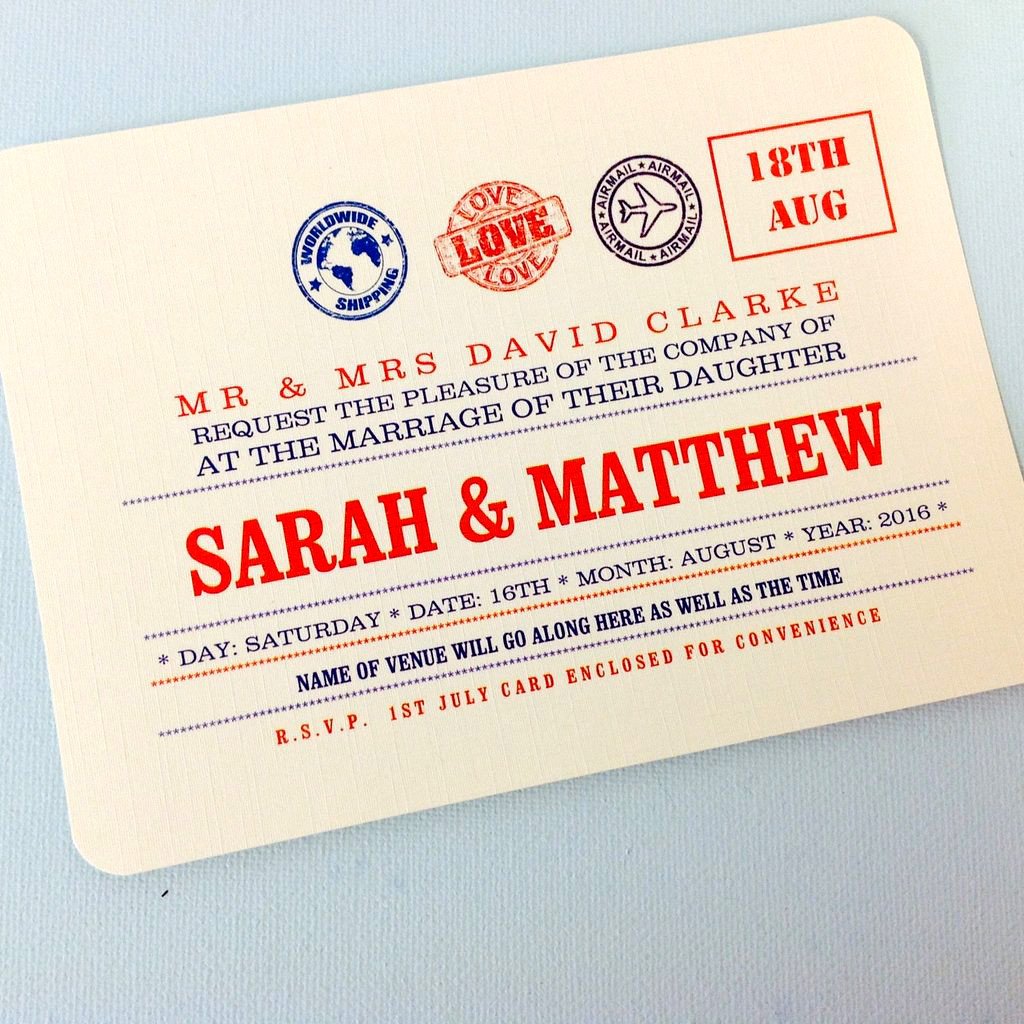 WORLDWIDE
SHIPPING
LOVE
LOVE
LOVE
AIRMAIL ★ AIRMAIL ★ AIRMAIL ★ AIRMAIL ★
18TH
AUG
MR & MRS DAVID CLARKE
REQUEST THE PLEASURE OF THE COMPANY OF
AT THE MARRIAGE OF THEIR DAUGHTER
SARAH & MATTHEW
* DAY: SATURDAY * DATE: 16TH * MONTH: AUGUST * YEAR: 2016 *
NAME OF VENUE WILL GO ALONG HERE AS WELL AS THE TIME
R.S.V.P. 1ST JULY CARD ENCLOSED FOR CONVENIENCE